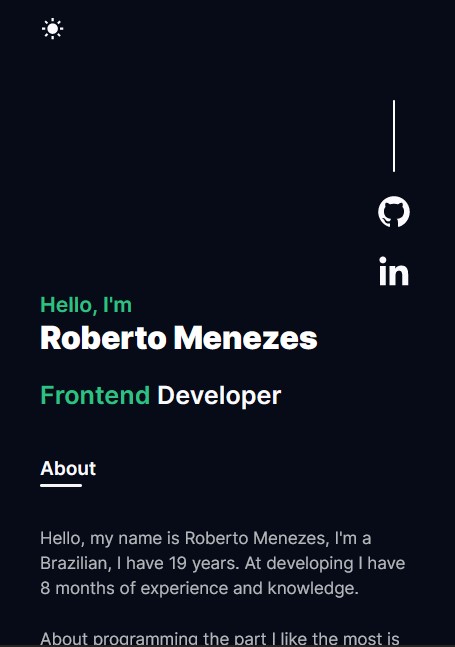 in
Hello, I'm
Roberto Menezes
Frontend Developer
About
Hello, my name is Roberto Menezes, I'm a
Brazilian, I have 19 years. At developing I have
8 months of experience and knowledge.
About programming the part I like the most is